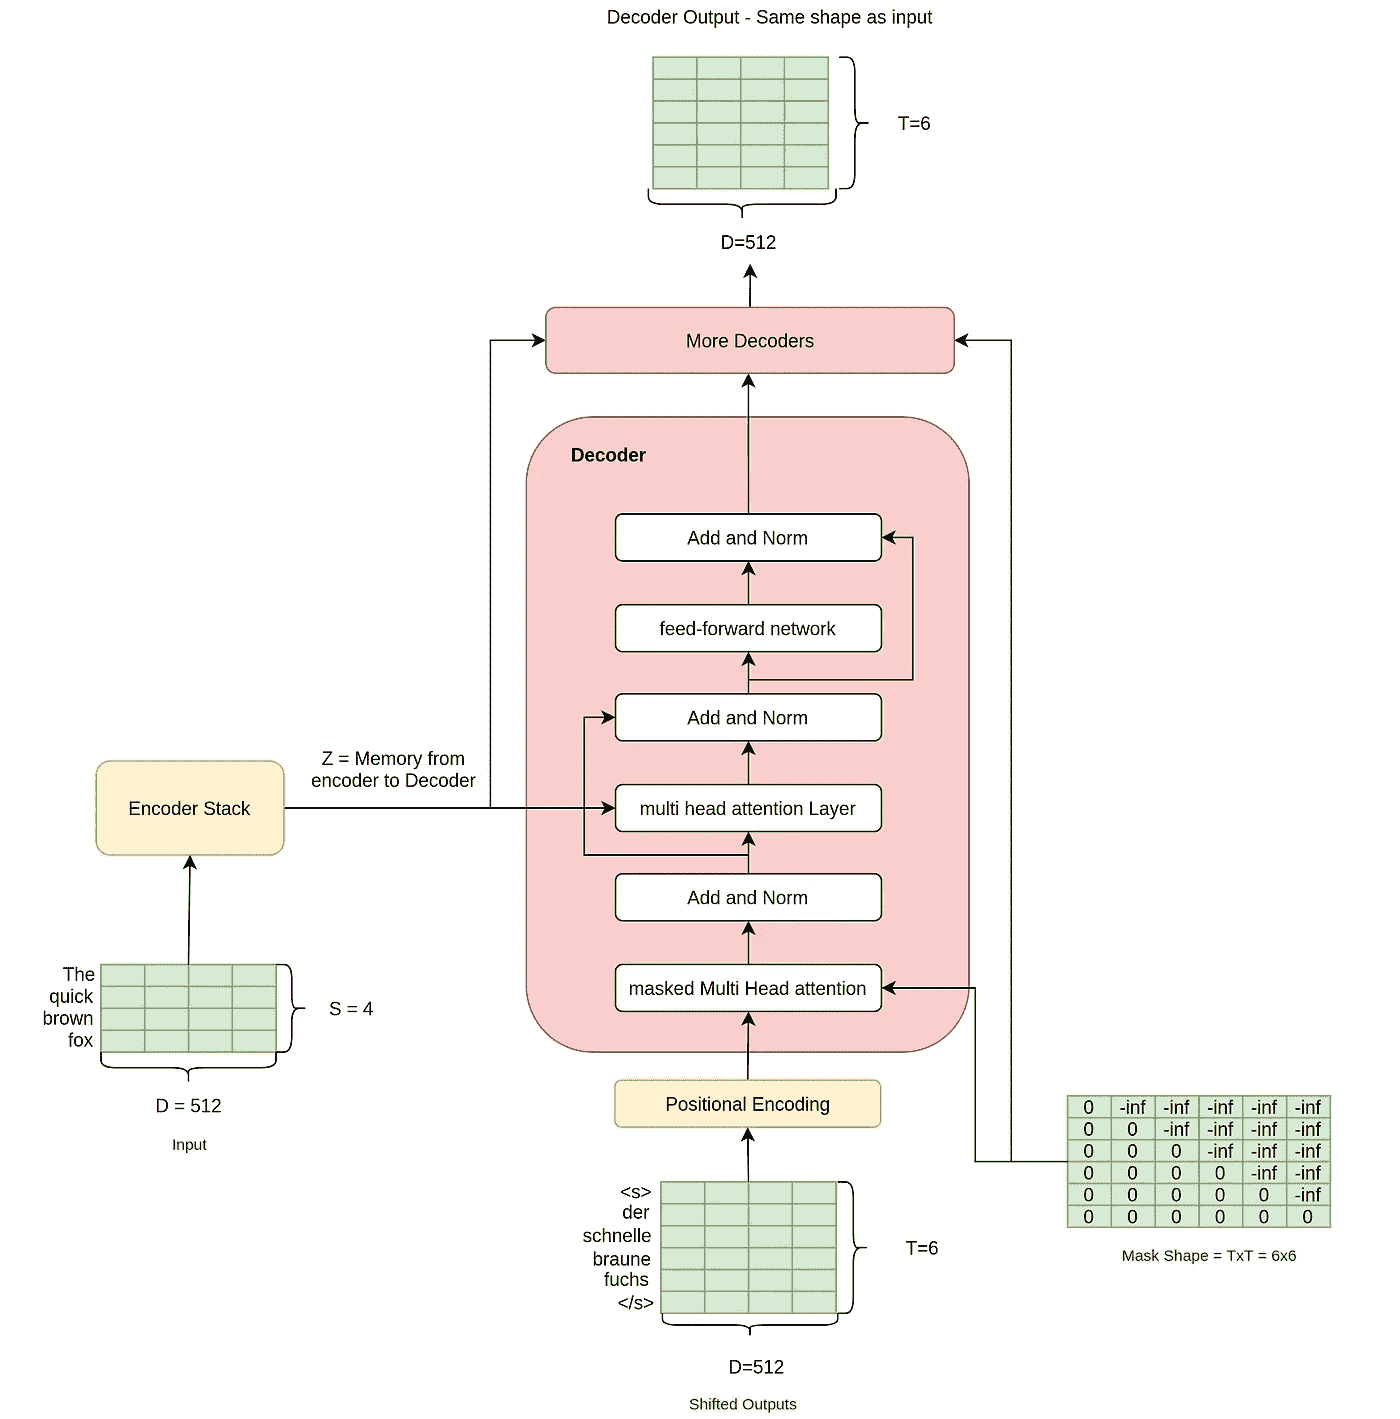 Decoder Output - Same shape as input
T=6
D=512
More Decoders
Decoder
Add and Norm
feed-forward network
Add and Norm
Z = Memory from
encoder to Decoder
Encoder Stack
multi head attention Layer
Add and Norm
masked Multi Head attention
The
quick
brown
fox
S = 4
D = 512
Input
Positional Encoding
0 -inf -inf -inf -inf -inf
0 0 -inf -inf -inf -inf
0 0 0 -inf -inf -inf
0 0 0 0 -inf -inf
0 0 0 0 0 -inf
0 0 0 0 0 0
Mask Shape = TxT = 6x6
<s>
der
schnelle
braune
fuchs
</s>
T=6
D=512
Shifted Outputs